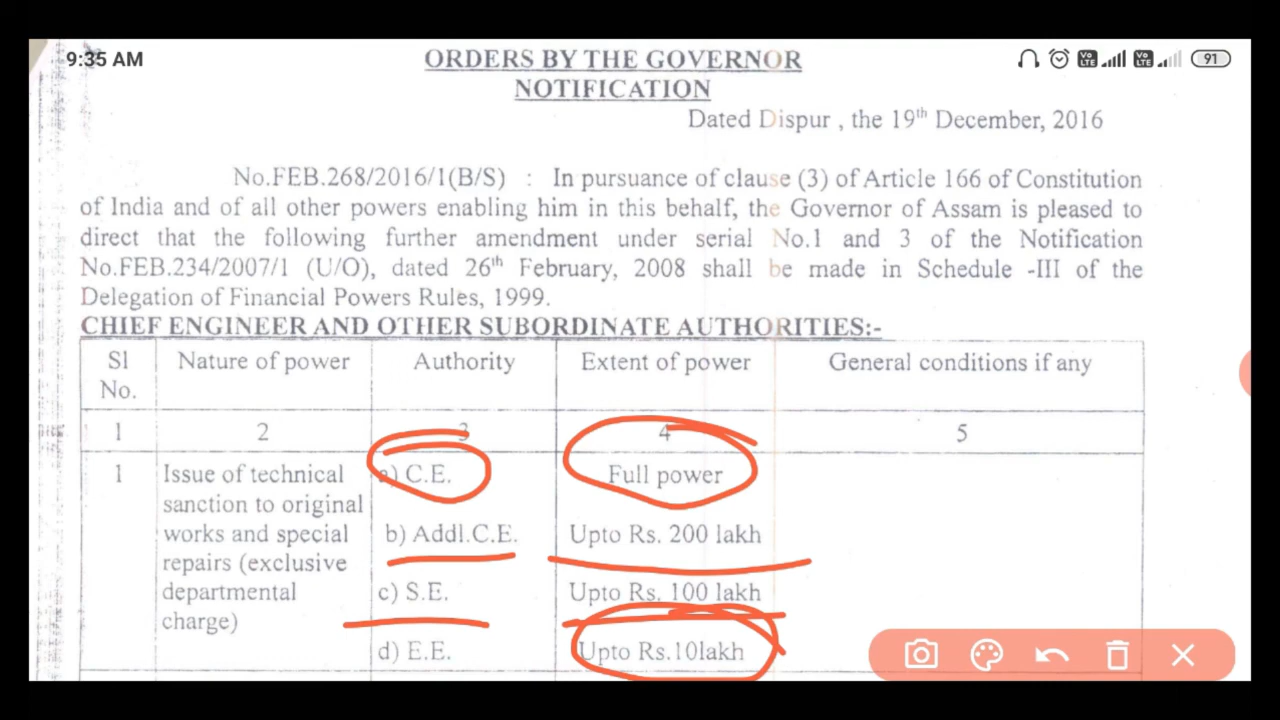 9:35 AM
91
ORDERS BY THE GOVERNOR
NOTIFICATION
Dated Dispur , the 19th December, 2016
No.FEB.268/2016/1(B/S) : In pursuance of clause (3) of Article 166 of Constitution
of India and of all other powers enabling him in this behalf, the Governor of Assam is pleased to
direct that the following further amendment under serial No.1 and 3 of the Notification
No.FEB.234/2007/1 (U/O), dated 26th February, 2008 shall be made in Schedule -III of the
Delegation of Financial Powers Rules, 1999.
CHIEF ENGINEER AND OTHER SUBORDINATE AUTHORITIES:-
Sl No. Nature of power Authority Extent of power General conditions if any
1 2 3 4 5
1 Issue of technical a) C.E. Full power
sanction to original
works and special b) Addl.C.E. Upto Rs. 200 lakh
repairs (exclusive
departmental c) S.E. Upto Rs. 100 lakh
charge)
d) E.E. Upto Rs.10lakh